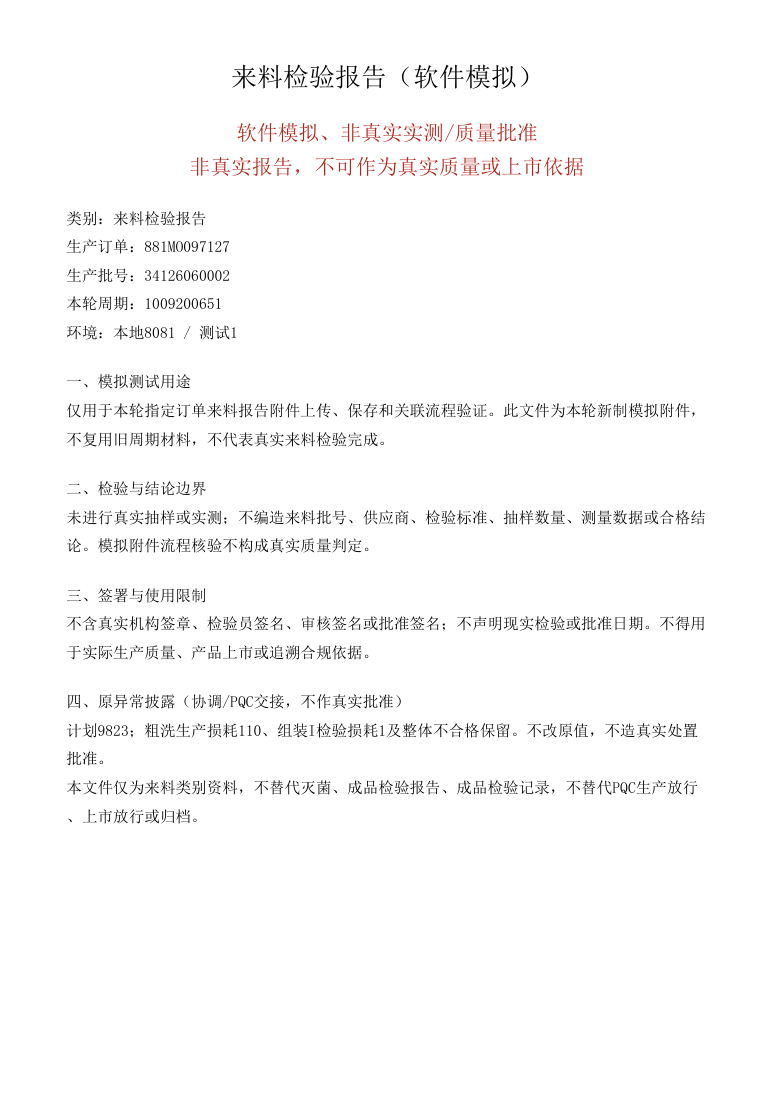 来料检验报告（软件模拟）
软件模拟、非真实实测/质量批准
非真实报告，不可作为真实质量或上市依据
类别：来料检验报告
生产订单：881MO097127
生产批号：34126060002
本轮周期：1009200651
环境：本地8081 / 测试1
一、模拟测试用途
仅用于本轮指定订单来料报告附件上传、保存和关联流程验证。此文件为本轮新制模拟附件，
不复用旧周期材料，不代表真实来料检验完成。
二、检验与结论边界
未进行真实抽样或实测；不编造来料批号、供应商、检验标准、抽样数量、测量数据或合格结
论。模拟附件流程核验不构成真实质量判定。
三、签署与使用限制
不含真实机构签章、检验员签名、审核签名或批准签名；不声明现实检验或批准日期。不得用
于实际生产质量、产品上市或追溯合规依据。
四、原异常披露（协调/PQC交接，不作真实批准）
计划9823；粗洗生产损耗110、组装I检验损耗1及整体不合格保留。不改原值，不造真实处置
批准。
本文件仅为来料类别资料，不替代灭菌、成品检验报告、成品检验记录，不替代PQC生产放行
、上市放行或归档。